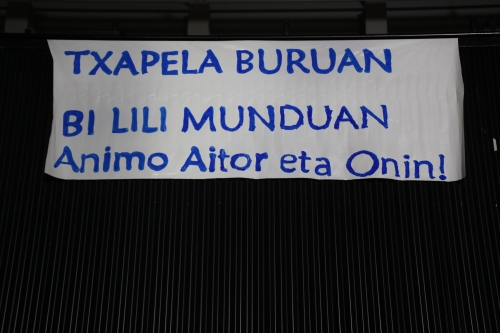 TXAPELA BURUAN
BI LILI MUNDUAN
Animo Aitor eta Onin!